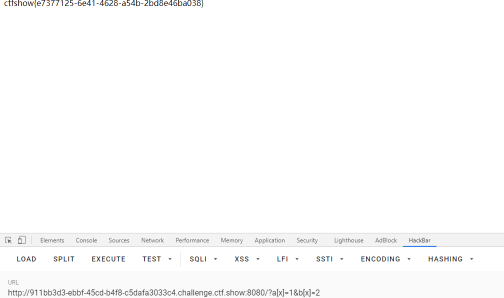 ctfshow{e7377125-6e41-4628-a54b-2bd8e46ba038}
Elements Console Sources Network Performance Memory Application Security Lighthouse AdBlock HackBar
LOAD SPLIT EXECUTE TEST SQLI XSS LFI SSTI ENCODING HASHING
URL
http://911bb3d3-ebbf-45cd-b4f8-c5dafa3033c4.challenge.ctf.show:8080/?a[x]=1&b[x]=2